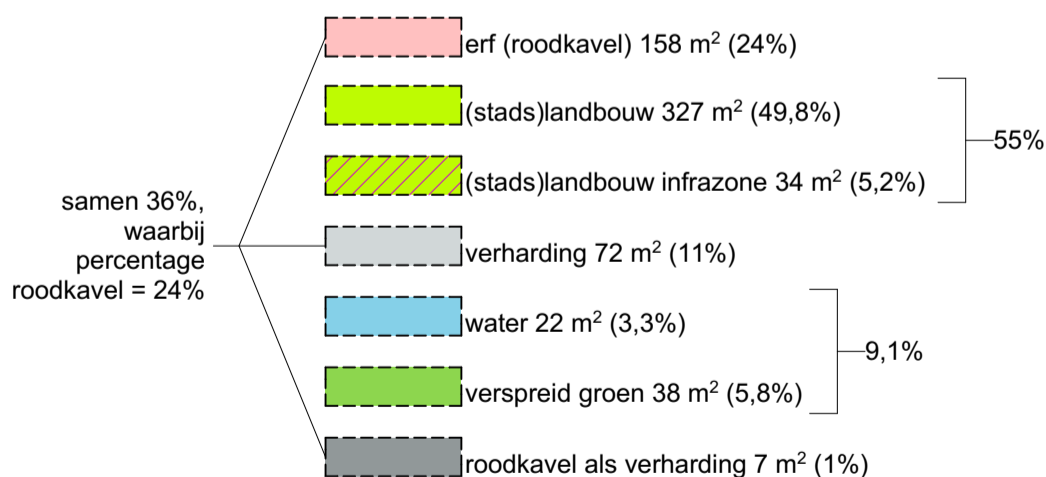 erf (roodkavel) 158 m² (24%)
(stads)landbouw 327 m² (49,8%)
55%
(stads)landbouw infrazone 34 m² (5,2%)
samen 36%,
waarbij
percentage
roodkavel = 24%
verharding 72 m² (11%)
water 22 m² (3,3%)
9,1%
verspreid groen 38 m² (5,8%)
roodkavel als verharding 7 m² (1%)